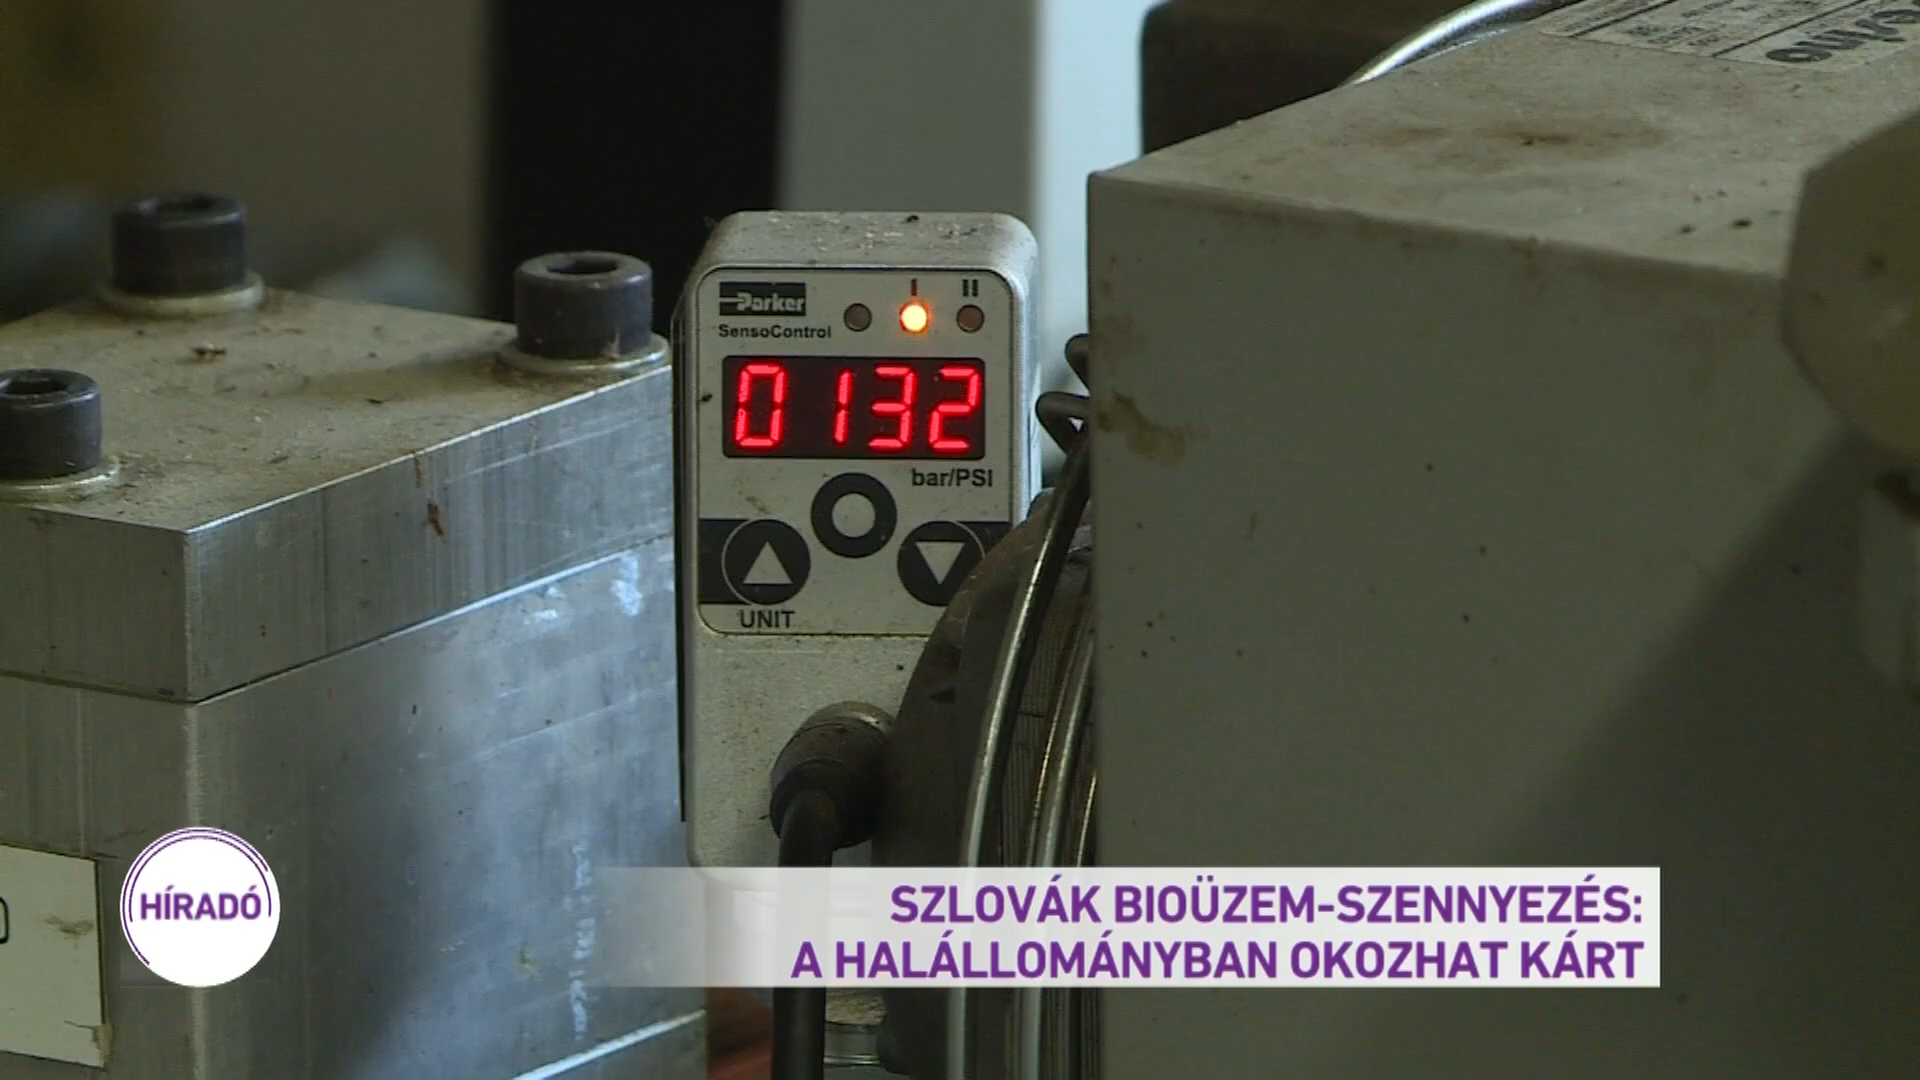 Parker
I II
SensoControl
0132
bar/PSI
UNIT
HÍRADÓ
SZLOVÁK BIOÜZEM-SZENNYEZÉS:
A HALÁLLOMÁNYBAN OKOZHAT KÁRT